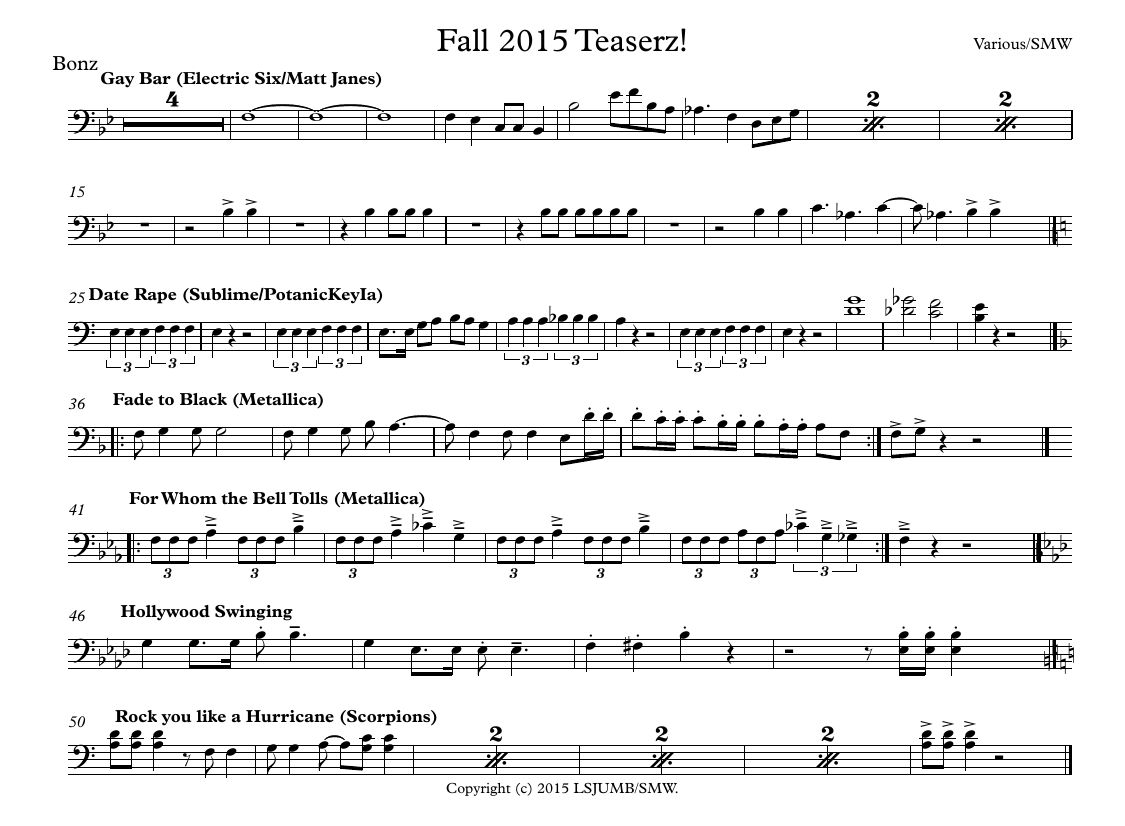 Fall 2015 Teaserz!
Various/SMW
Bonz
Gay Bar (Electric Six/Matt Janes)
4
2
2
15
25
Date Rape (Sublime/PotanicKeyIa)
3 3 3 3 3 3 3 3
36
Fade to Black (Metallica)
41
For Whom the Bell Tolls (Metallica)
3 3 3 3 3 3 3 3
46
Hollywood Swinging
50
Rock you like a Hurricane (Scorpions)
2
2
2
Copyright (c) 2015 LSJUMB/SMW.